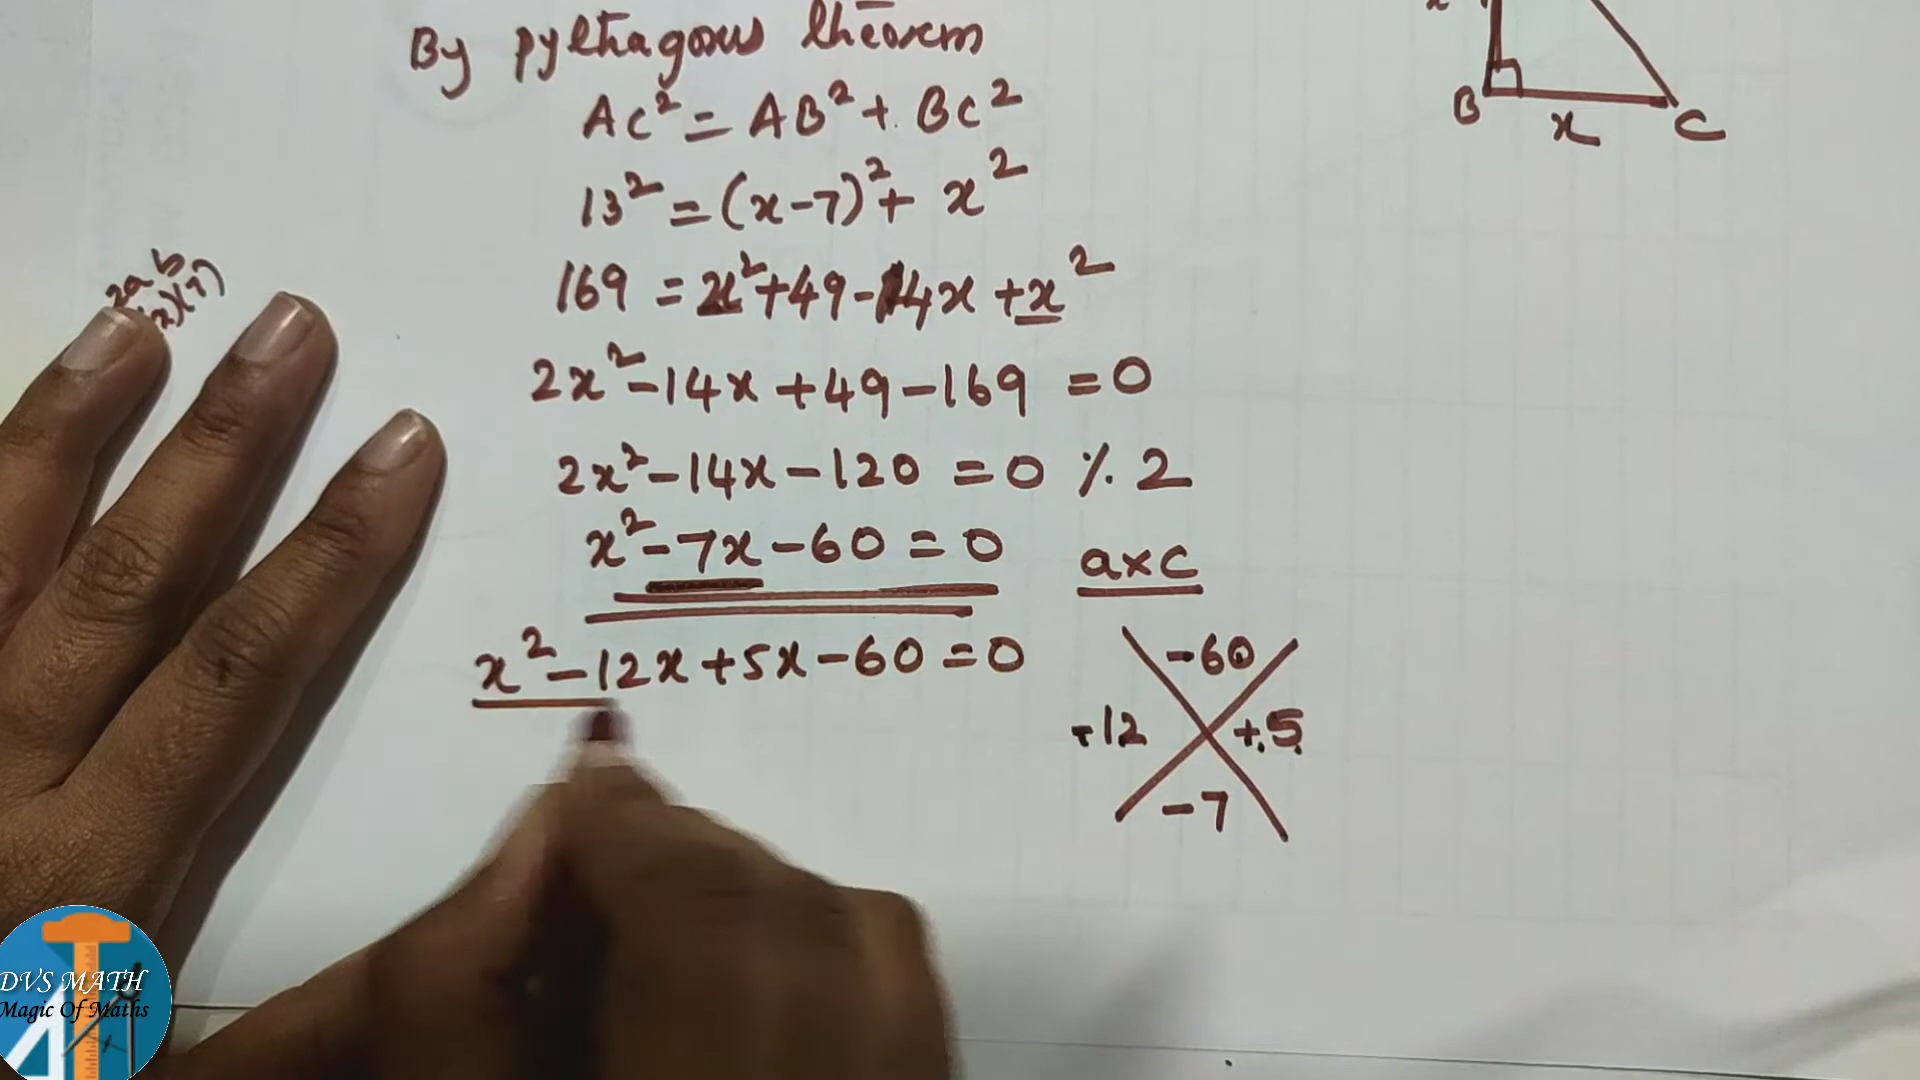 By pythagorus theorem
AC² = AB² + BC²
13² = (x-7)² + x²
169 = x² + 49 - 14x + x²
2x² - 14x + 49 - 169 = 0
2x² - 14x - 120 = 0 ٪ 2
x² - 7x - 60 = 0
a×c
x² - 12x + 5x - 60 = 0
-60
-12 +5
-7
B x C
2ab
x)(7)
DVS MATH
Magic Of Maths